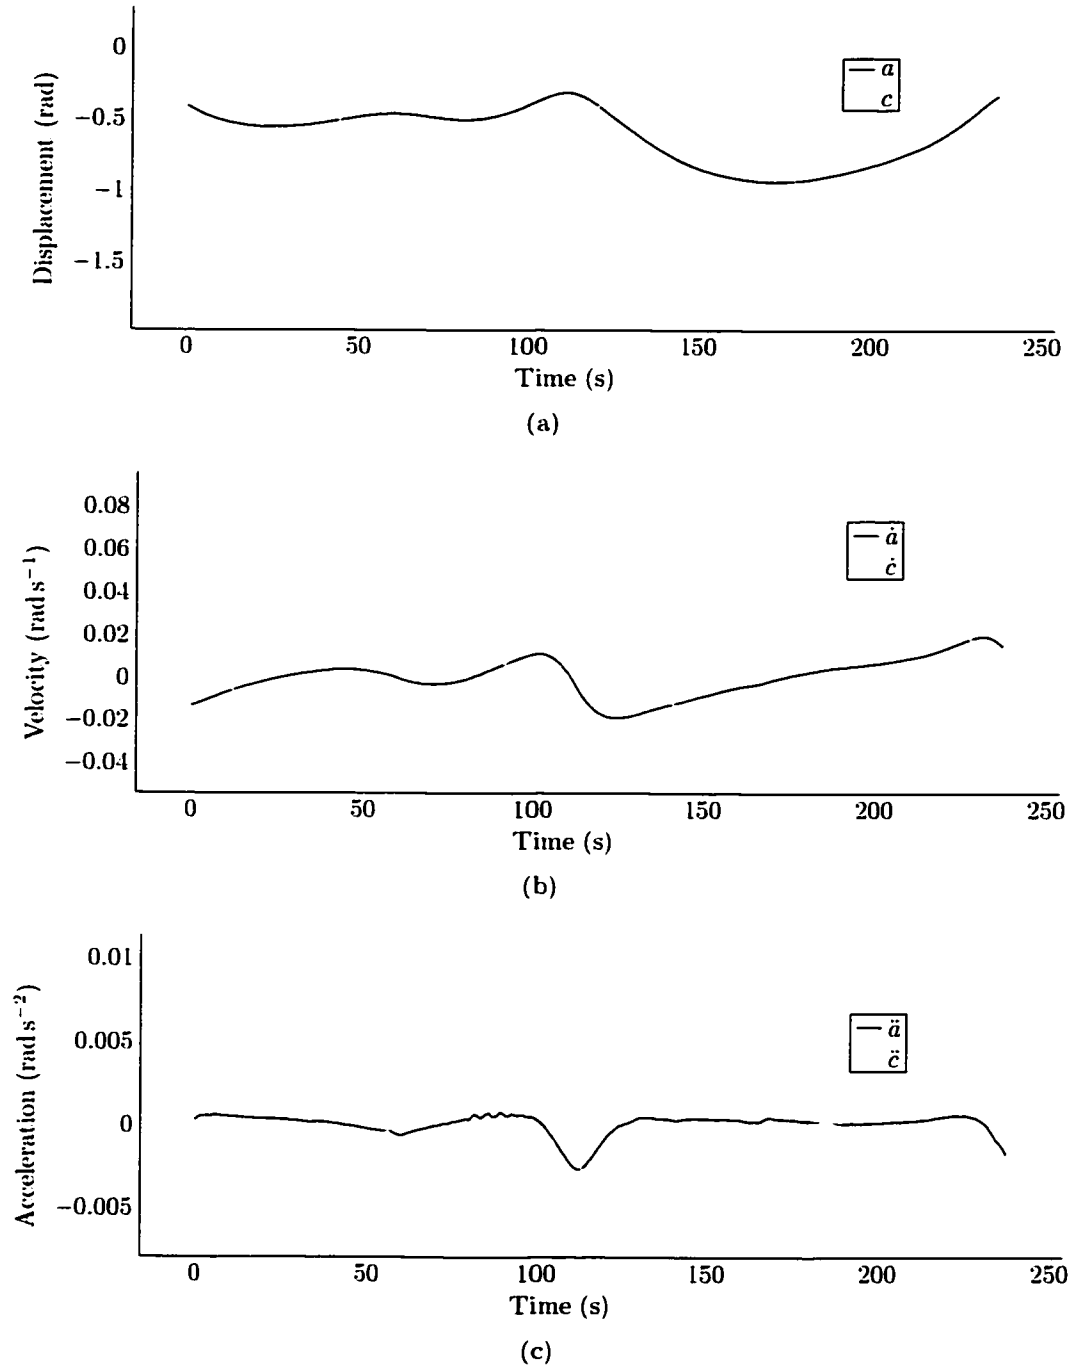 0
−0.5
−1
−1.5
Displacement (rad)
a
c
0 50 100 150 200 250
Time (s)
(a)
0.08
0.06
0.04
0.02
0
−0.02
−0.04
Velocity (rad s⁻¹)
ȧ
ċ
0 50 100 150 200 250
Time (s)
(b)
0.01
0.005
0
−0.005
Acceleration (rad s⁻²)
ä
c̈
0 50 100 150 200 250
Time (s)
(c)